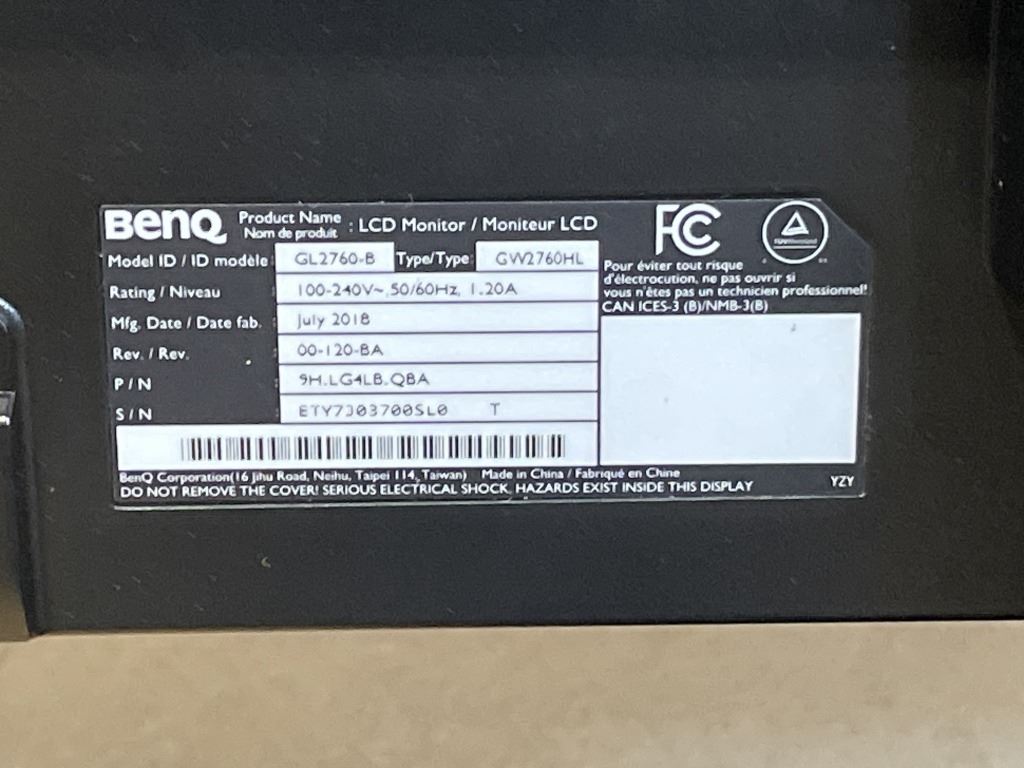 BenQ Product Name : LCD Monitor / Moniteur LCD
Nom de produit
Model ID / ID modèle GL2760-B Type/Type GW2760HL
Rating / Niveau 100-240V~, 50/60Hz, 1.20A
Mfg. Date / Date fab. July 2018
Rev. / Rev. 00-120-BA
P/N 9H.LG4LB.QBA
S/N ETY7J03700SL0 T
FC
Pour éviter tout risque
d'électrocution, ne pas ouvrir si
vous n'êtes pas un technicien professionnel!
CAN ICES-3 (B)/NMB-3(B)
BenQ Corporation(16 Jihu Road, Neihu, Taipei 114, Taiwan) Made in China / Fabriqué en Chine
DO NOT REMOVE THE COVER! SERIOUS ELECTRICAL SHOCK HAZARDS EXIST INSIDE THIS DISPLAY
YZY